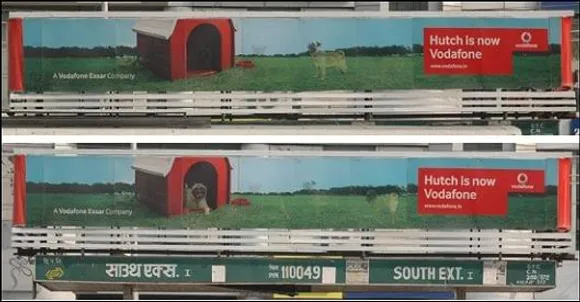 Hutch is now
Vodafone
vodafone
www.vodafone.in
A Vodafone Essar Company
Hutch is now
Vodafone
vodafone
www.vodafone.in
A Vodafone Essar Company
साउथ एक्स. I
पिन
PIN 110049
SOUTH EXT. I